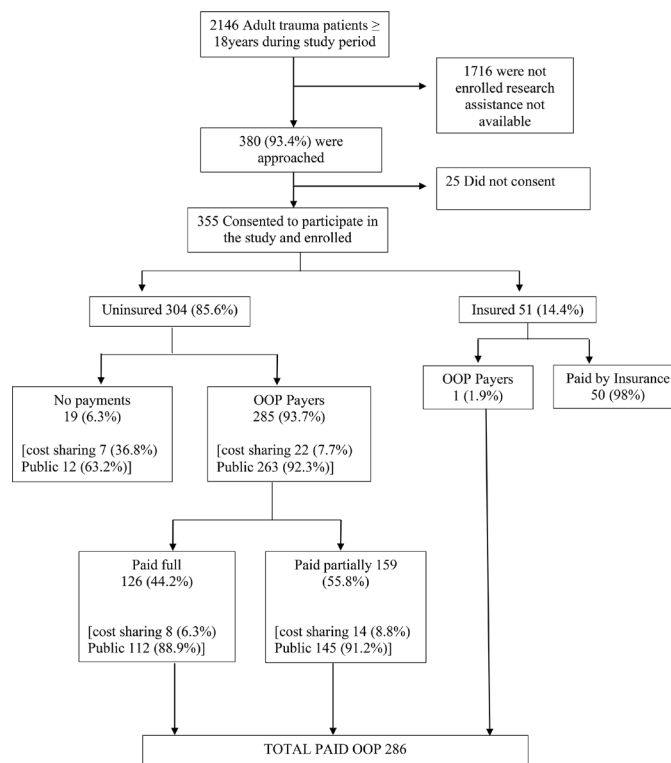 2146 Adult trauma patients ≥
18years during study period
1716 were not
enrolled research
assistance not
available
380 (93.4%) were
approached
25 Did not consent
355 Consented to participate in
the study and enrolled
Uninsured 304 (85.6%)
Insured 51 (14.4%)
No payments
19 (6.3%)
[cost sharing 7 (36.8%)
Public 12 (63.2%)]
OOP Payers
285 (93.7%)
[cost sharing 22 (7.7%)
Public 263 (92.3%)]
OOP Payers
1 (1.9%)
Paid by Insurance
50 (98%)
Paid full
126 (44.2%)
[cost sharing 8 (6.3%)
Public 112 (88.9%)]
Paid partially 159
(55.8%)
[cost sharing 14 (8.8%)
Public 145 (91.2%)]
TOTAL PAID OOP 286